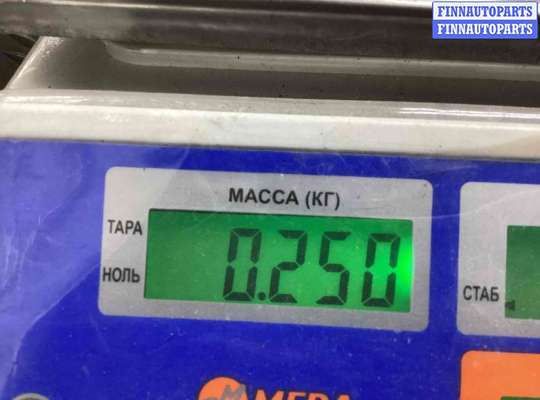 FINNAUTOPARTS
FINNAUTOPARTS
МАССА (КГ)
ТАРА
0.250
НОЛЬ
СТАБ